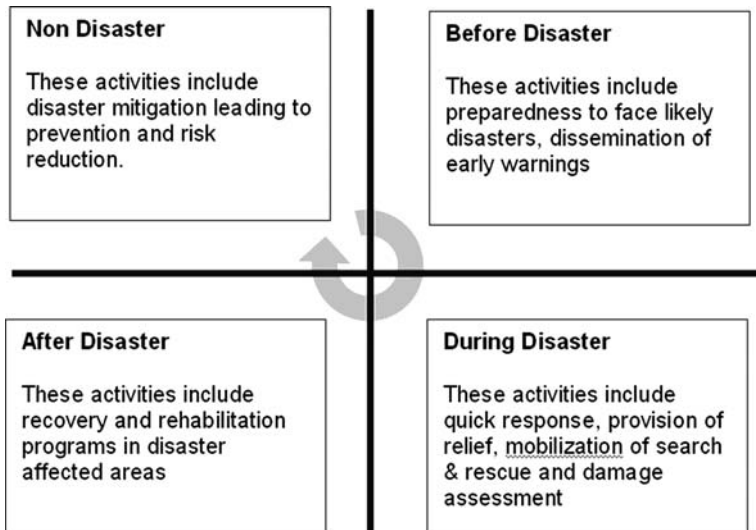 Non Disaster
These activities include
disaster mitigation leading to
prevention and risk
reduction.
Before Disaster
These activities include
preparedness to face likely
disasters, dissemination of
early warnings
After Disaster
These activities include
recovery and rehabilitation
programs in disaster
affected areas
During Disaster
These activities include
quick response, provision of
relief, mobilization of search
& rescue and damage
assessment